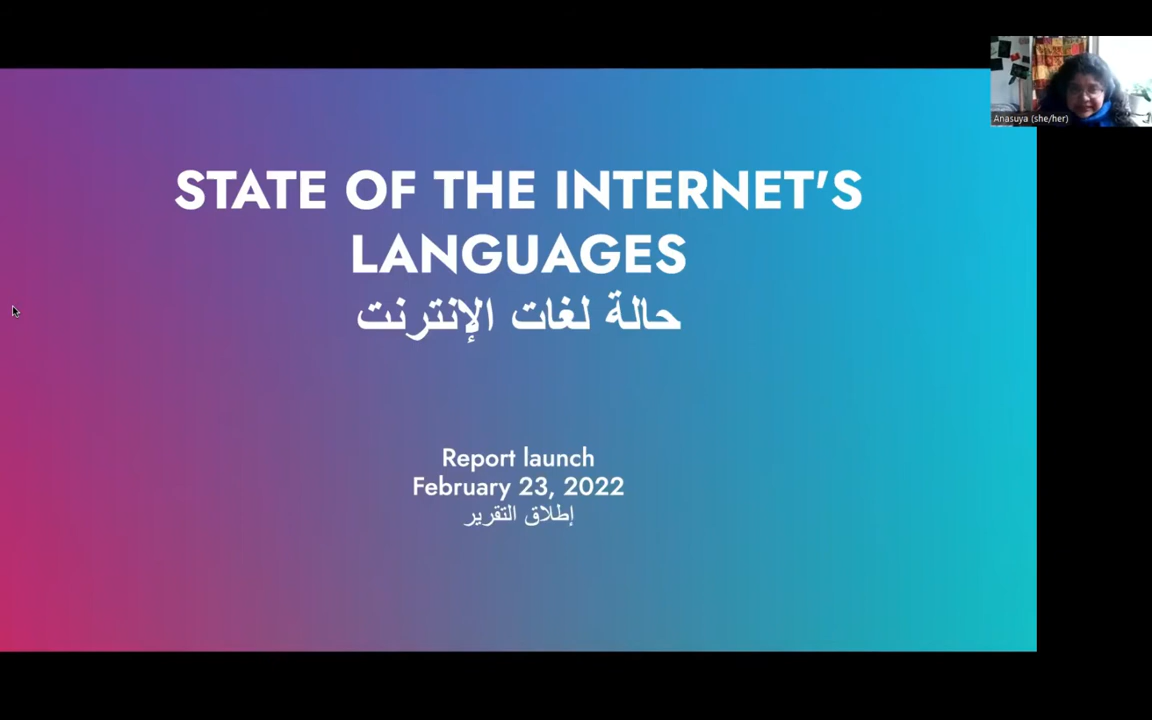 STATE OF THE INTERNET'S
LANGUAGES
حالة لغات الإنترنت
Report launch
February 23, 2022
إطلاق التقرير
Anasuya (she/her)